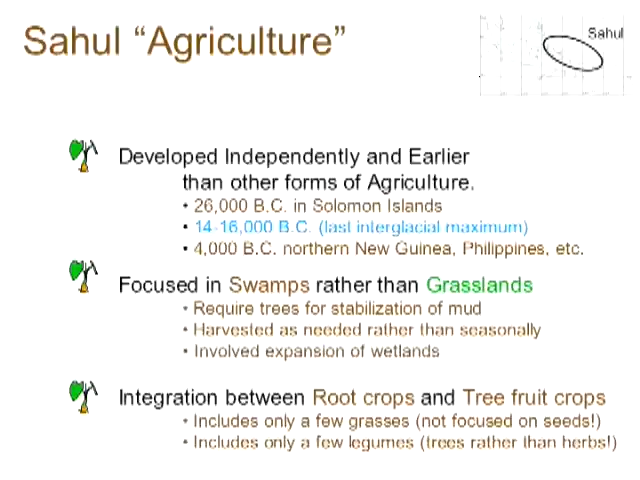 Sahul "Agriculture"
Sahul
Developed Independently and Earlier
than other forms of Agriculture.
• 26,000 B.C. in Solomon Islands
• 14-16,000 B.C. (last interglacial maximum)
• 4,000 B.C. northern New Guinea, Philippines, etc.
Focused in Swamps rather than Grasslands
• Require trees for stabilization of mud
• Harvested as needed rather than seasonally
• Involved expansion of wetlands
Integration between Root crops and Tree fruit crops
• Includes only a few grasses (not focused on seeds!)
• Includes only a few legumes (trees rather than herbs!)